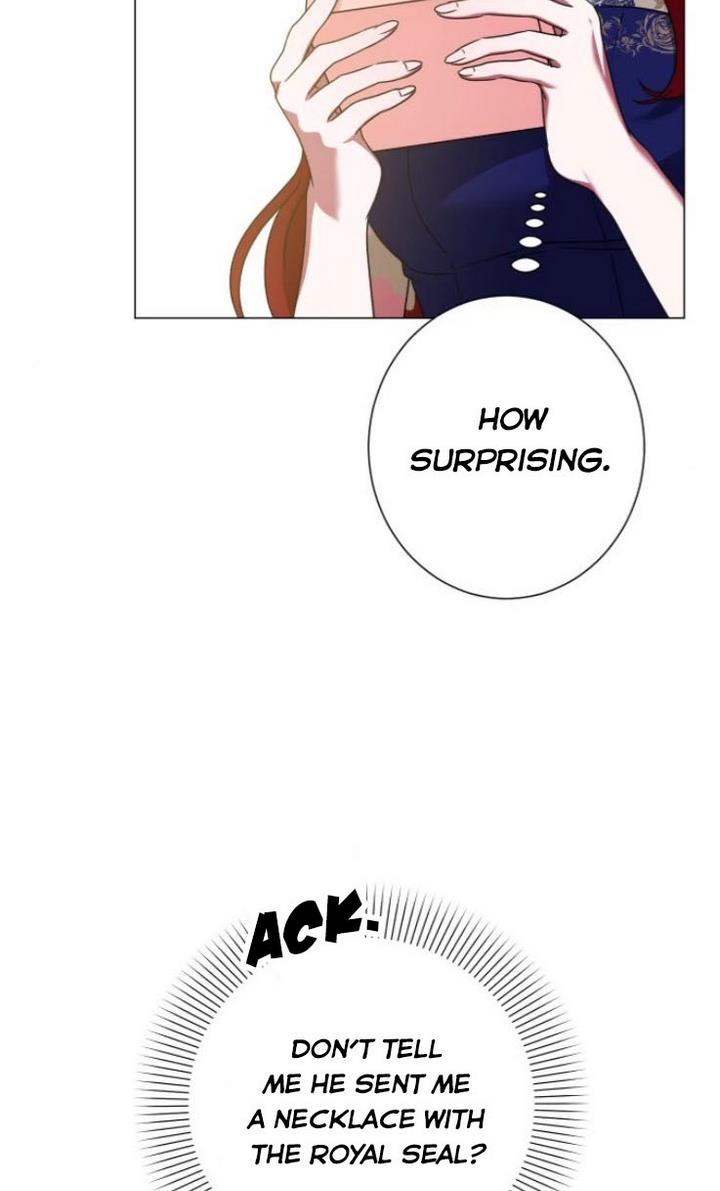 HOW
SURPRISING.
ACK.
DON'T TELL
ME HE SENT ME
A NECKLACE WITH
THE ROYAL SEAL?